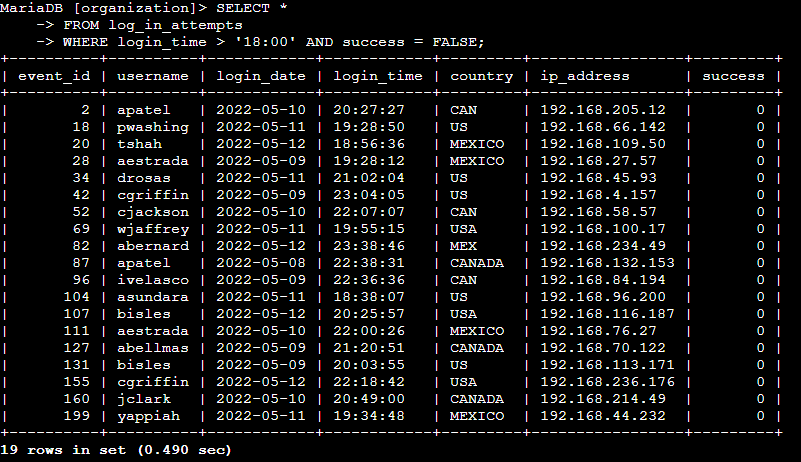 MariaDB [organization]> SELECT *
    -> FROM log_in_attempts
    -> WHERE login_time > '18:00' AND success = FALSE;
+----------+----------+------------+------------+---------+-----------------+---------+
| event_id | username | login_date | login_time | country | ip_address      | success |
+----------+----------+------------+------------+---------+-----------------+---------+
|        2 | apatel   | 2022-05-10 | 20:27:27   | CAN     | 192.168.205.12  |       0 |
|       18 | pwashing | 2022-05-11 | 19:28:50   | US      | 192.168.66.142  |       0 |
|       20 | tshah    | 2022-05-12 | 18:56:36   | MEXICO  | 192.168.109.50  |       0 |
|       28 | aestrada | 2022-05-09 | 19:28:12   | MEXICO  | 192.168.27.57   |       0 |
|       34 | drosas   | 2022-05-11 | 21:02:04   | US      | 192.168.45.93   |       0 |
|       42 | cgriffin | 2022-05-09 | 23:04:05   | US      | 192.168.4.157   |       0 |
|       52 | cjackson | 2022-05-10 | 22:07:07   | CAN     | 192.168.58.57   |       0 |
|       69 | wjaffrey | 2022-05-11 | 19:55:15   | USA     | 192.168.100.17  |       0 |
|       82 | abernard | 2022-05-12 | 23:38:46   | MEX     | 192.168.234.49  |       0 |
|       87 | apatel   | 2022-05-08 | 22:38:31   | CANADA  | 192.168.132.153 |       0 |
|       96 | ivelasco | 2022-05-09 | 22:36:36   | CAN     | 192.168.84.194  |       0 |
|      104 | asundara | 2022-05-11 | 18:38:07   | US      | 192.168.96.200  |       0 |
|      107 | bisles   | 2022-05-12 | 20:25:57   | USA     | 192.168.116.187 |       0 |
|      111 | aestrada | 2022-05-10 | 22:00:26   | MEXICO  | 192.168.76.27   |       0 |
|      127 | abellmas | 2022-05-09 | 21:20:51   | CANADA  | 192.168.70.122  |       0 |
|      131 | bisles   | 2022-05-09 | 20:03:55   | US      | 192.168.113.171 |       0 |
|      155 | cgriffin | 2022-05-12 | 22:18:42   | USA     | 192.168.236.176 |       0 |
|      160 | jclark   | 2022-05-10 | 20:49:00   | CANADA  | 192.168.214.49  |       0 |
|      199 | yappiah  | 2022-05-11 | 19:34:48   | MEXICO  | 192.168.44.232  |       0 |
+----------+----------+------------+------------+---------+-----------------+---------+
19 rows in set (0.490 sec)